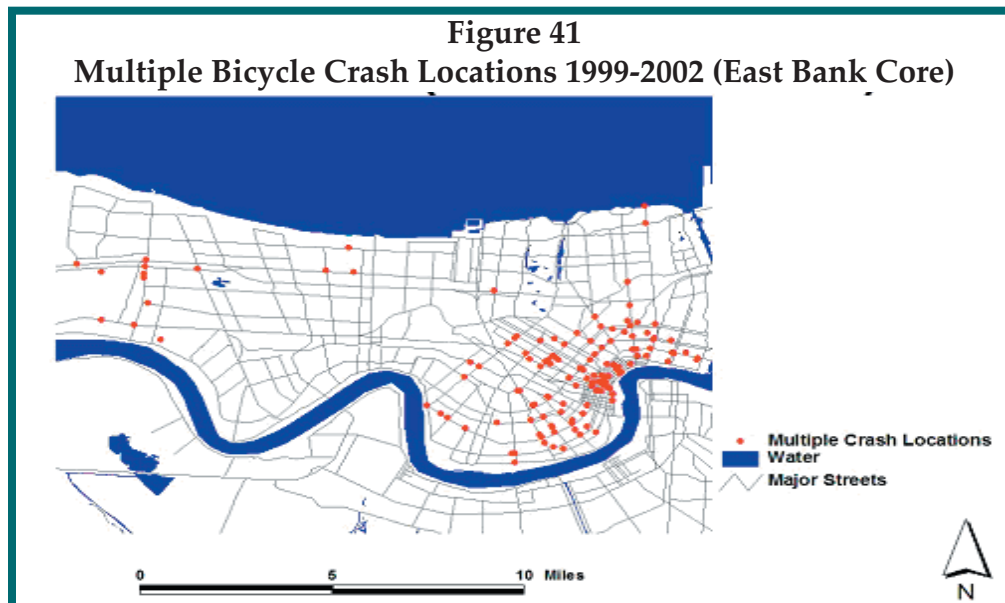 Figure 41
Multiple Bicycle Crash Locations 1999-2002 (East Bank Core)
Multiple Crash Locations
Water
Major Streets
0 5 10 Miles
N